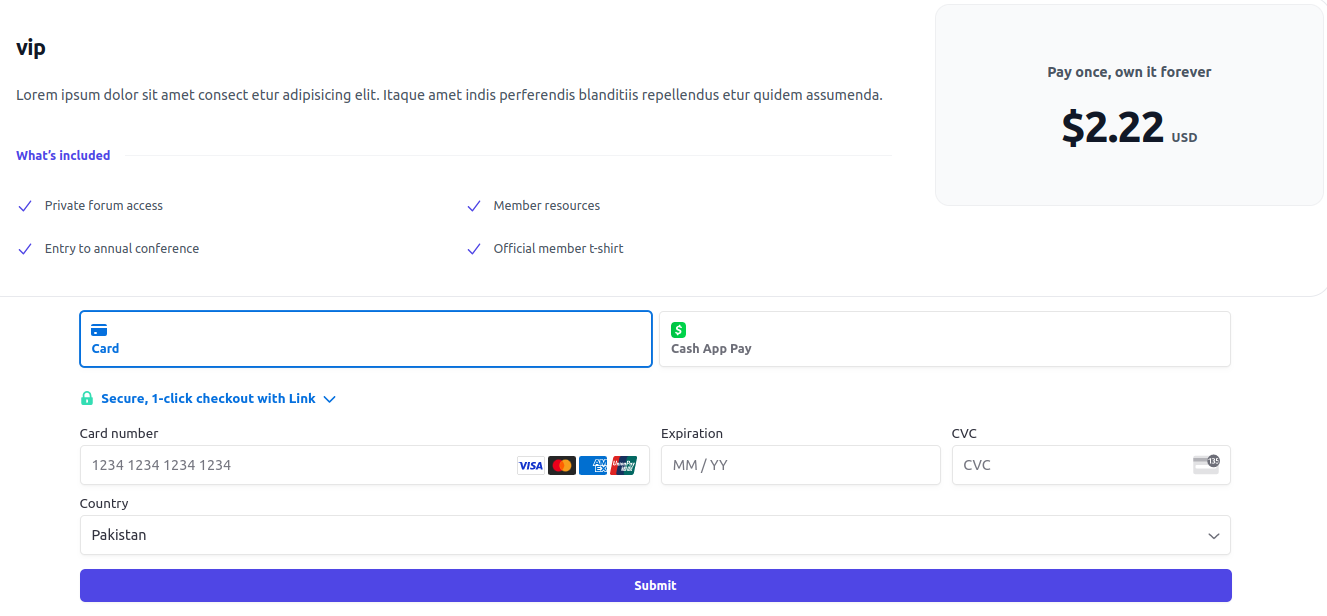 vip
Lorem ipsum dolor sit amet consect etur adipisicing elit. Itaque amet indis perferendis blanditiis repellendus etur quidem assumenda.
What's included
Private forum access
Member resources
Entry to annual conference
Official member t-shirt
Pay once, own it forever
$2.22 USD
Card
Cash App Pay
Secure, 1-click checkout with Link
Card number
Expiration
CVC
1234 1234 1234 1234
VISA
AM EX
UnionPay
MM / YY
CVC
135
Country
Pakistan
Submit